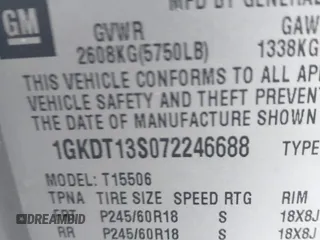 MFD BY GENERAL
GM
GVWR GAW
2608KG(5750LB) 1338KG
THIS VEHICLE CONFORMS TO ALL AP
VEHICLE SAFETY AND THEFT PREVEN
THE DATE OF MANUFACTURE SHOWN
1GKDT13S072246688 TYPE
MODEL: T15506
TPNA TIRE SIZE SPEED RTG RIM
FRT P245/60R18 S 18X8J
RR P245/60R18 S 18X8J
DREAMBID